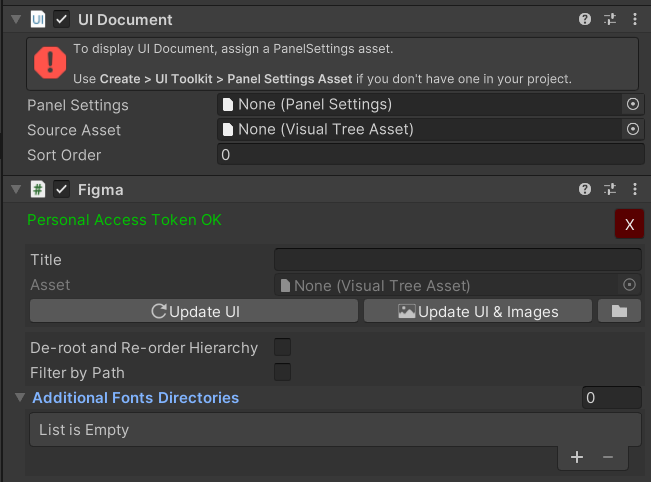 UI Document
To display UI Document, assign a PanelSettings asset.
Use Create > UI Toolkit > Panel Settings Asset if you don't have one in your project.
Panel Settings None (Panel Settings)
Source Asset None (Visual Tree Asset)
Sort Order 0
Figma
Personal Access Token OK X
Title
Asset None (Visual Tree Asset)
Update UI Update UI & Images
De-root and Re-order Hierarchy
Filter by Path
Additional Fonts Directories 0
List is Empty
+ −